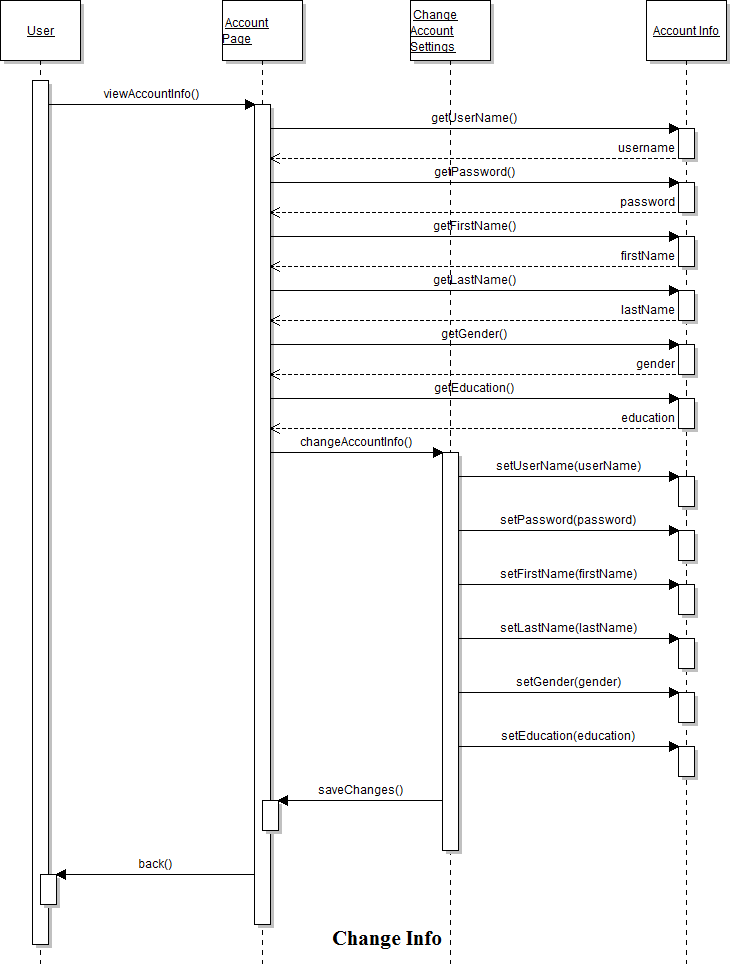 User
Account
Page
Change
Account
Settings
Account Info
viewAccountInfo()
getUserName()
username
getPassword()
password
getFirstName()
firstName
getLastName()
lastName
getGender()
gender
getEducation()
education
changeAccountInfo()
setUserName(userName)
setPassword(password)
setFirstName(firstName)
setLastName(lastName)
setGender(gender)
setEducation(education)
saveChanges()
back()
Change Info